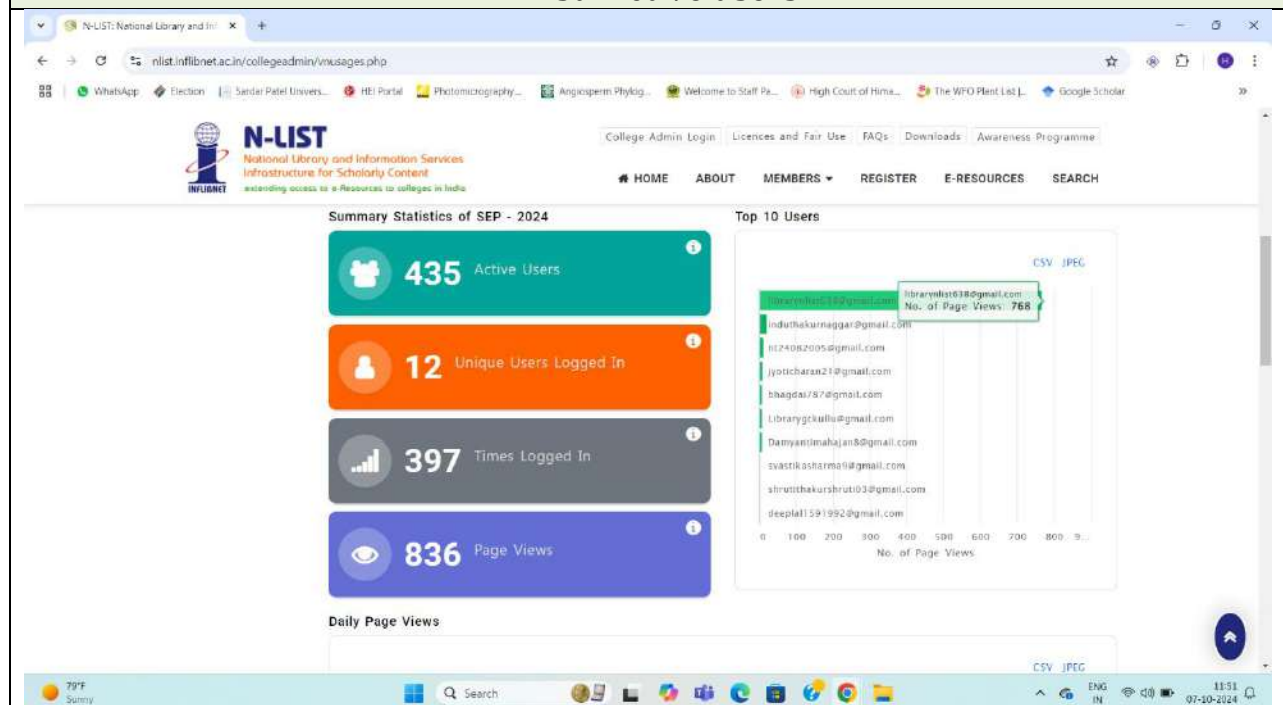 N-LIST: National Library and Inf
nlist.inflibnet.ac.in/collegeadmin/vnusages.php
WhatsApp Election Sardar Patel Univers... HEI Portal Photomicrography... Angiosperm Phylog... Welcome to Staff Pa... High Court of Hima... The WFO Plant List |... Google Scholar
N-LIST
National Library and Information Services
Infrastructure for Scholarly Content
extending access to e-Resources to colleges in India
INFLIBNET
College Admin Login Licences and Fair Use FAQs Downloads Awareness Programme
HOME ABOUT MEMBERS REGISTER E-RESOURCES SEARCH
Summary Statistics of SEP - 2024
435 Active Users
12 Unique Users Logged In
397 Times Logged In
836 Page Views
Top 10 Users
CSV JPEG
librarynlist638@gmail.com
No. of Page Views: 768
librarynlist638@gmail.com
induthakurnaggar@gmail.com
nt24082005@gmail.com
jyoticharan21@gmail.com
bhagdai787@gmail.com
Librarygckullu@gmail.com
Damyantimahajan8@gmail.com
svastikasharma9@gmail.com
shrutithakurshruti03@gmail.com
deeplal1591992@gmail.com
0 100 200 300 400 500 600 700 800 9...
No. of Page Views
Daily Page Views
CSV JPEG
79°F
Sunny
Search
ENG
IN
11:51
07-10-2024